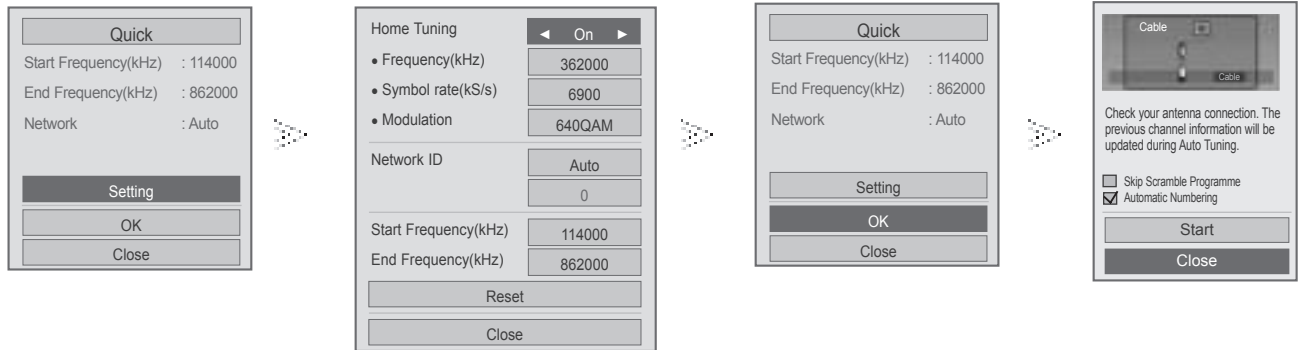 Quick
Start Frequency(kHz) : 114000
End Frequency(kHz) : 862000
Network : Auto
Setting
OK
Close
Home Tuning ◄ On ►
• Frequency(kHz) 362000
• Symbol rate(kS/s) 6900
• Modulation 640QAM
Network ID Auto
0
Start Frequency(kHz) 114000
End Frequency(kHz) 862000
Reset
Close
Quick
Start Frequency(kHz) : 114000
End Frequency(kHz) : 862000
Network : Auto
Setting
OK
Close
Cable
Cable
Check your antenna connection. The
previous channel information will be
updated during Auto Tuning.
Skip Scramble Programme
Automatic Numbering
Start
Close